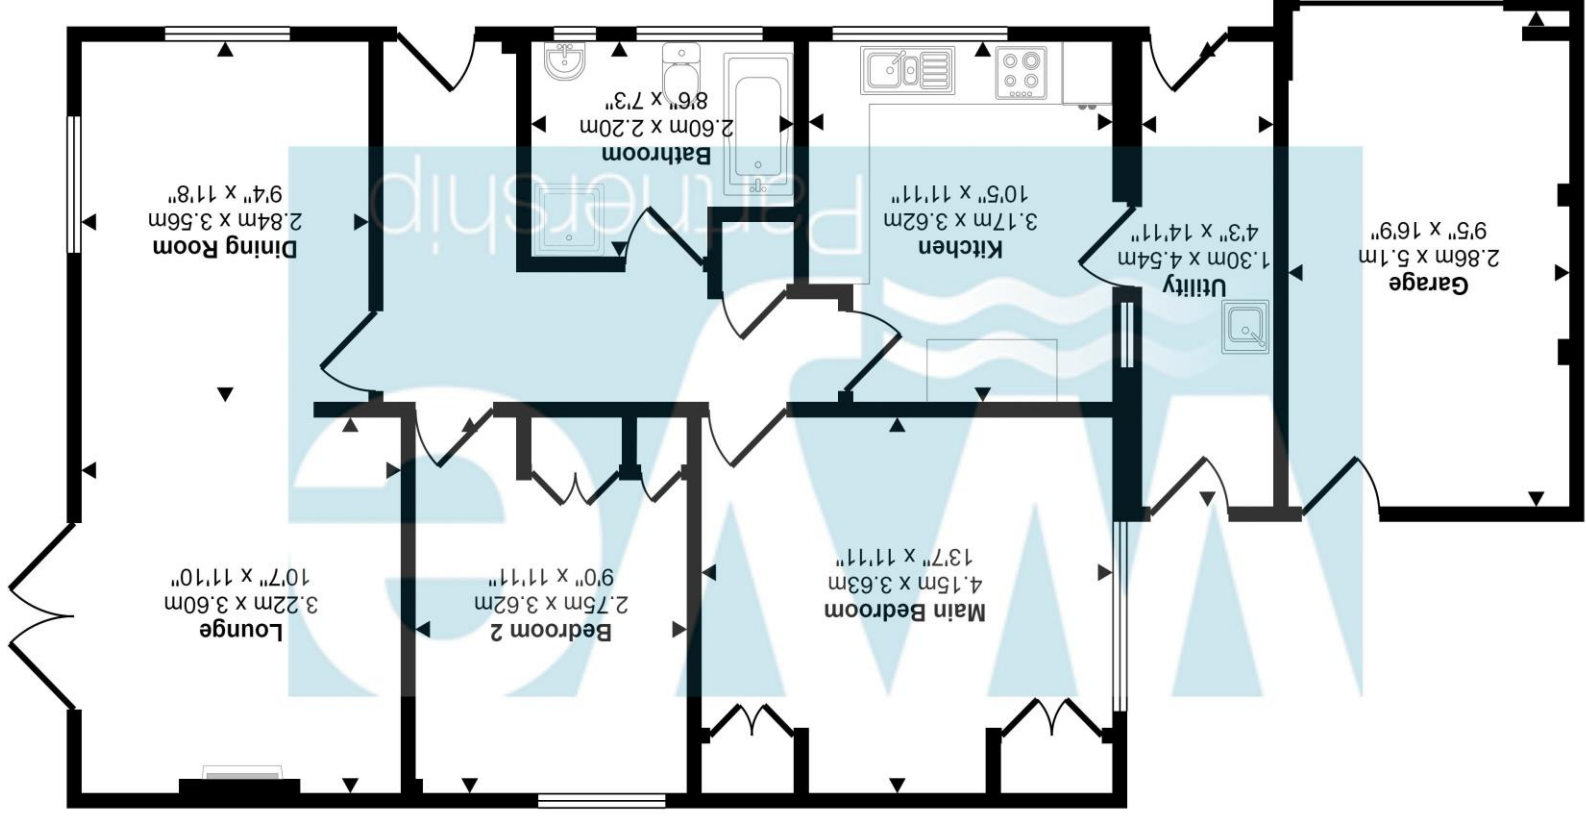 Main Bedroom
4.15m x 3.63m
13'7" x 11'11"
Bedroom 2
2.75m x 3.62m
9'0" x 11'11"
Lounge
3.22m x 3.60m
10'7" x 11'10"
Garage
2.86m x 5.1m
9'5" x 16'9"
Utility
1.30m x 4.54m
4'3" x 14'11"
Kitchen
3.17m x 3.62m
10'5" x 11'11"
Dining Room
2.84m x 3.56m
9'4" x 11'8"
Partnership
Bathroom
2.60m x 2.20m
8'6" x 7'3"